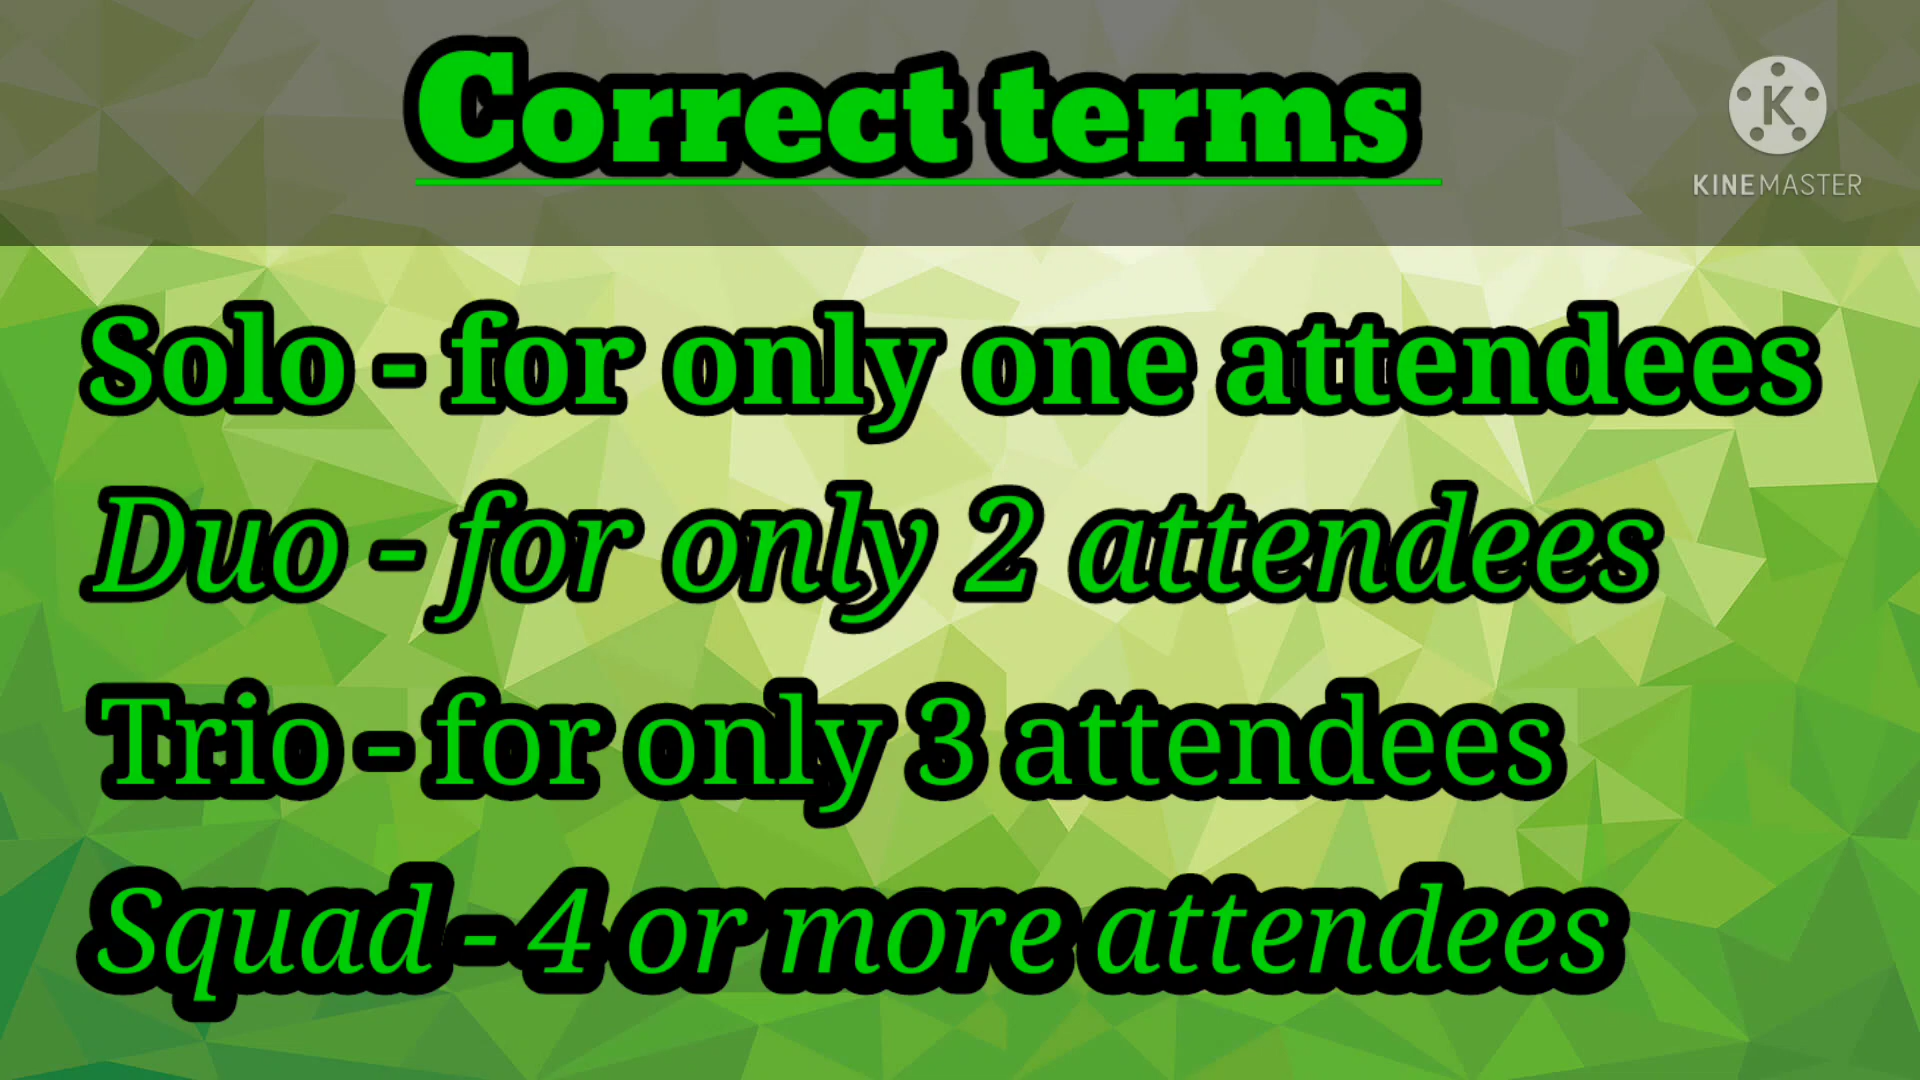 Correct terms
KINEMASTER
Solo - for only one attendees
Duo - for only 2 attendees
Trio - for only 3 attendees
Squad - 4 or more attendees